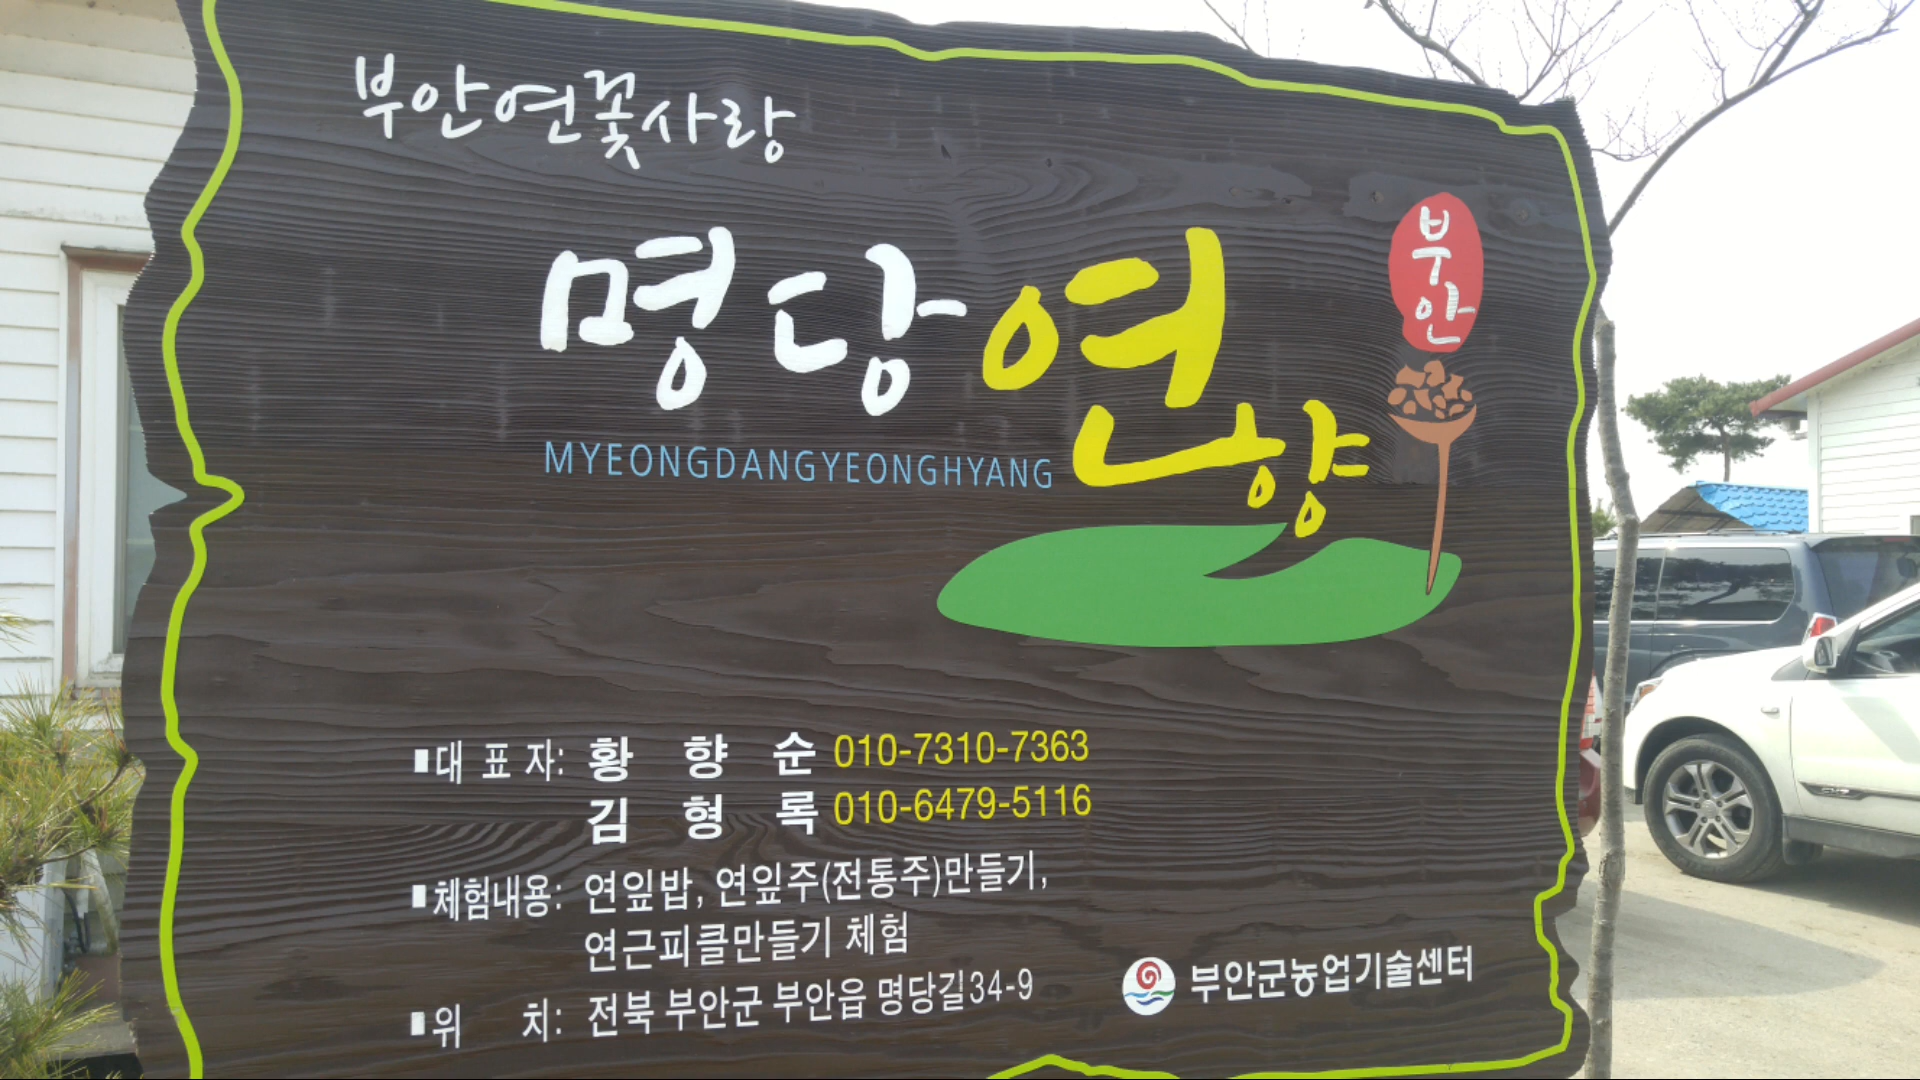 부안연꽃사랑
명당연향
부안
MYEONGDANGYEONGHYANG
대 표 자: 황 향 순 010-7310-7363
김 형 록 010-6479-5116
체험내용: 연잎밥, 연잎주(전통주)만들기,
연근피클만들기 체험
위 치: 전북 부안군 부안읍 명당길34-9
부안군농업기술센터